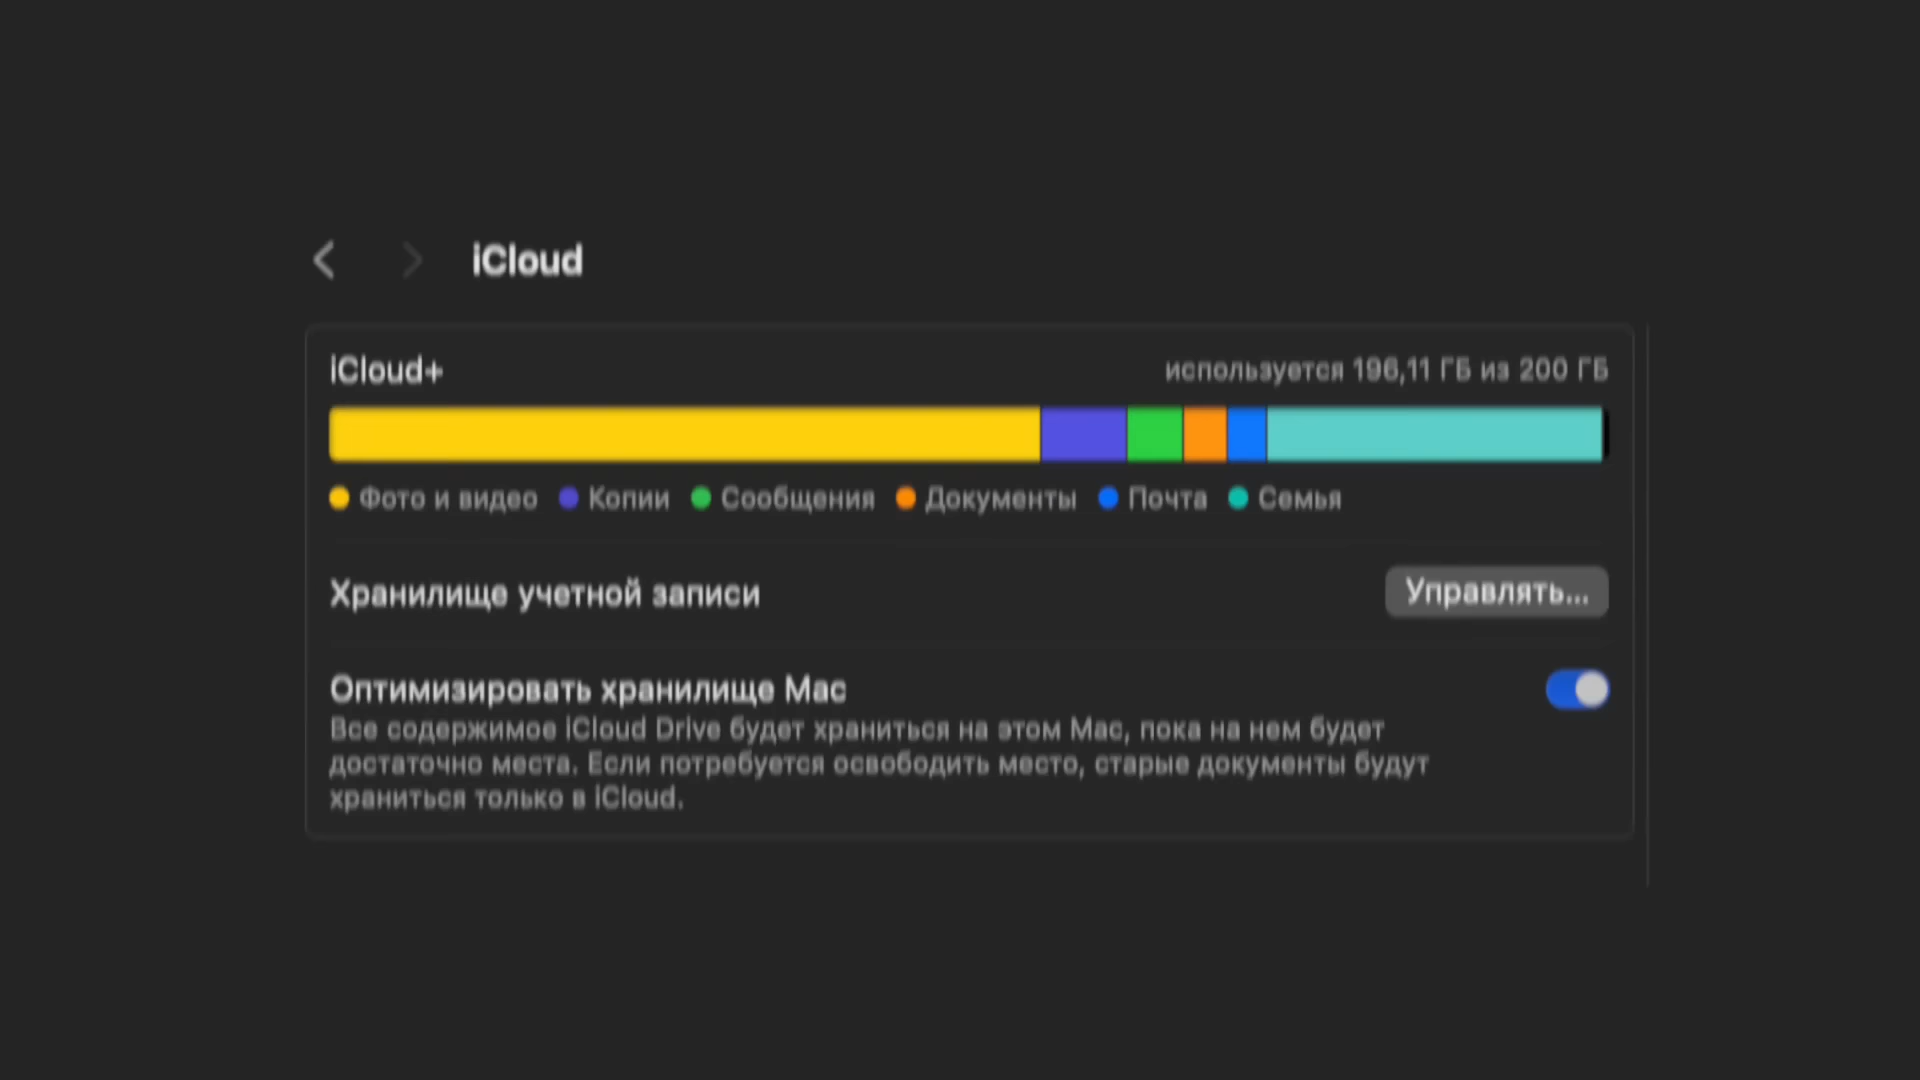 iCloud
iCloud+
используется 196,11 ГБ из 200 ГБ
Фото и видео Копии Сообщения Документы Почта Семья
Хранилище учетной записи
Управлять...
Оптимизировать хранилище Mac
Все содержимое iCloud Drive будет храниться на этом Mac, пока на нем будет
достаточно места. Если потребуется освободить место, старые документы будут
храниться только в iCloud.